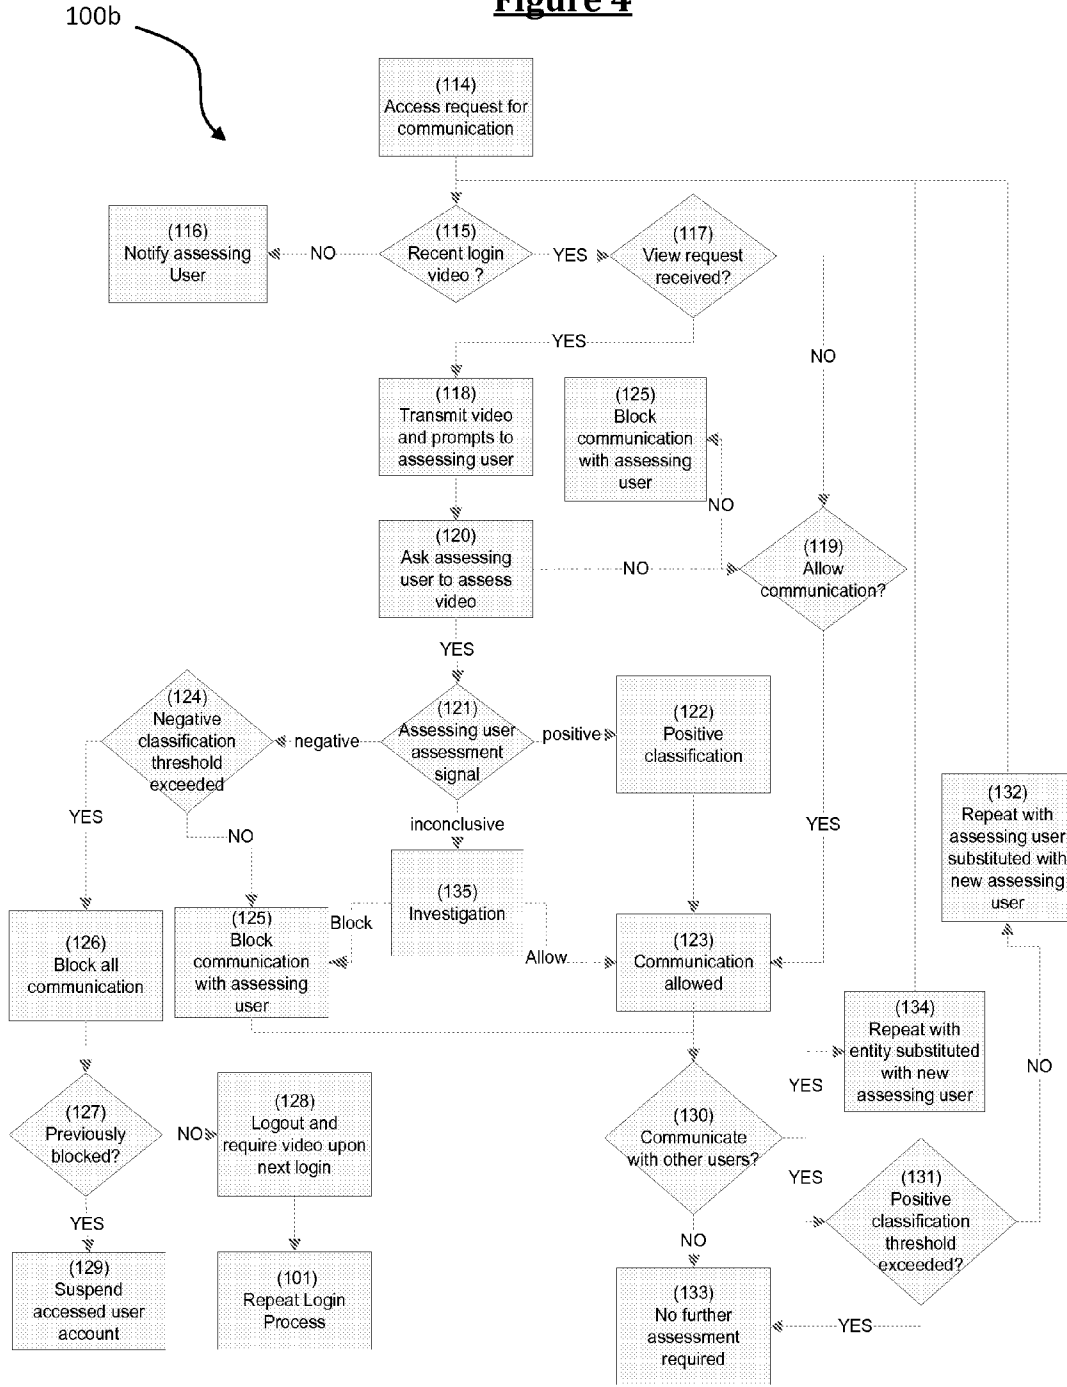 Figure 4
100b
(114)
Access request for
communication
(116)
Notify assessing
User
NO
(115)
Recent login
video ?
YES
(117)
View request
received?
YES
NO
(118)
Transmit video
and prompts to
assessing user
(125)
Block
communication
with assessing
user
NO
(120)
Ask assessing
user to assess
video
NO
(119)
Allow
communication?
YES
(124)
Negative
classification
threshold
exceeded
negative
(121)
Assessing user
assessment
signal
positive
(122)
Positive
classification
YES
NO
inconclusive
YES
(132)
Repeat with
assessing user
substituted with
new assessing
user
(135)
Investigation
Block
Allow
(126)
Block all
communication
(125)
Block
communication
with assessing
user
(123)
Communication
allowed
(134)
Repeat with
entity substituted
with new
assessing user
NO
YES
(127)
Previously
blocked?
NO
(128)
Logout and
require video upon
next login
(130)
Communicate
with other users?
YES
(131)
Positive
classification
threshold
exceeded?
YES
NO
(129)
Suspend
accessed user
account
(101)
Repeat Login
Process
(133)
No further
assessment
required
YES